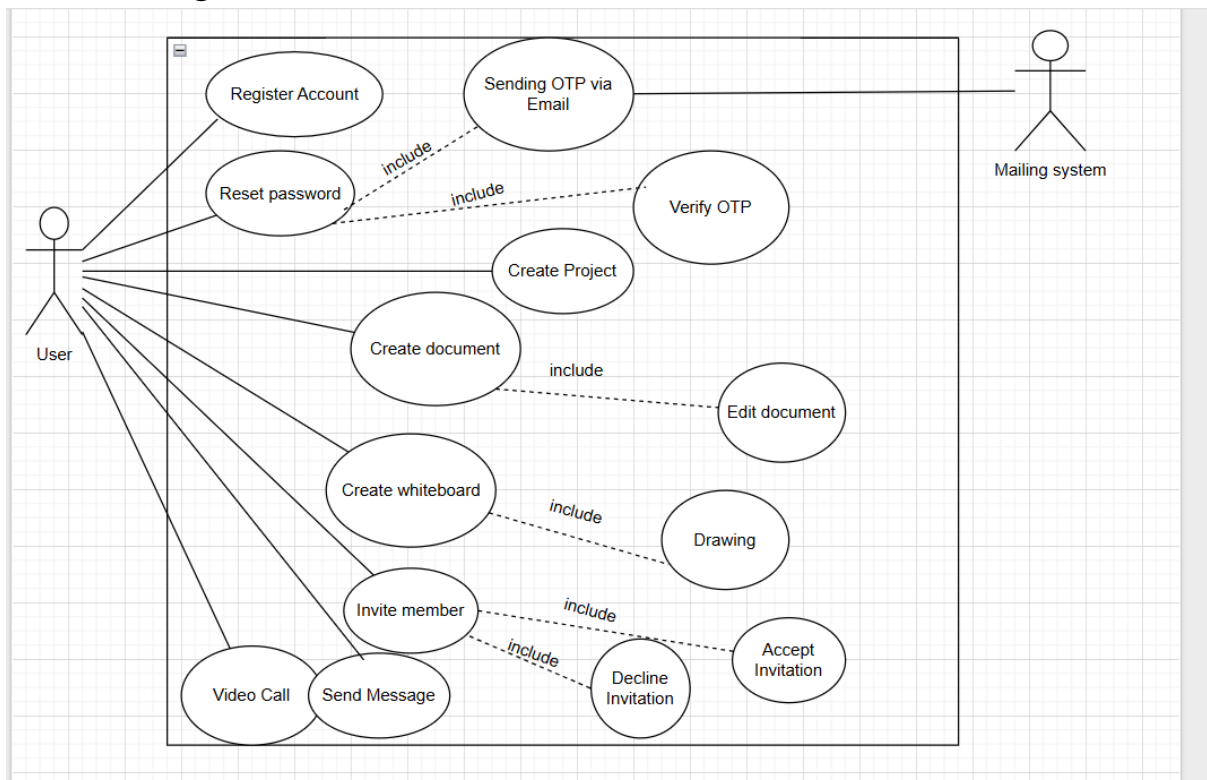 Register Account
Sending OTP via
Email
Mailing system
include
Reset password
include
Verify OTP
Create Project
User
Create document
include
Edit document
Create whiteboard
include
Drawing
Invite member
include
Accept
Invitation
include
Decline
Invitation
Video Call
Send Message